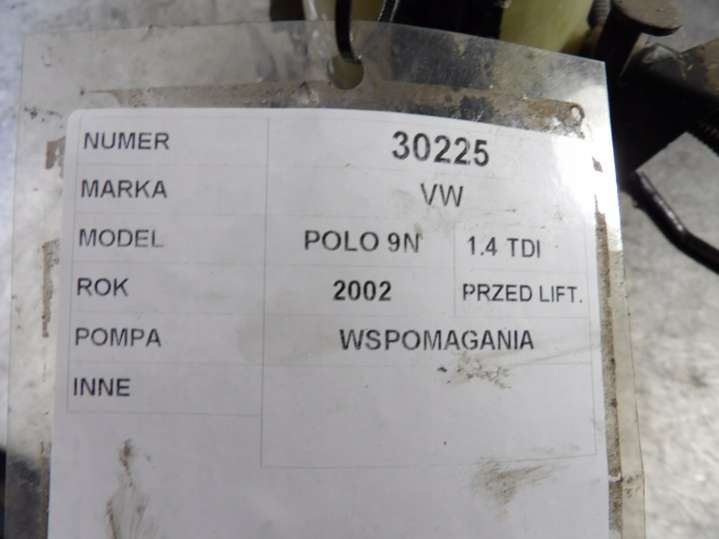 NUMER 30225
MARKA VW
MODEL POLO 9N 1.4 TDI
ROK 2002 PRZED LIFT.
POMPA WSPOMAGANIA
INNE